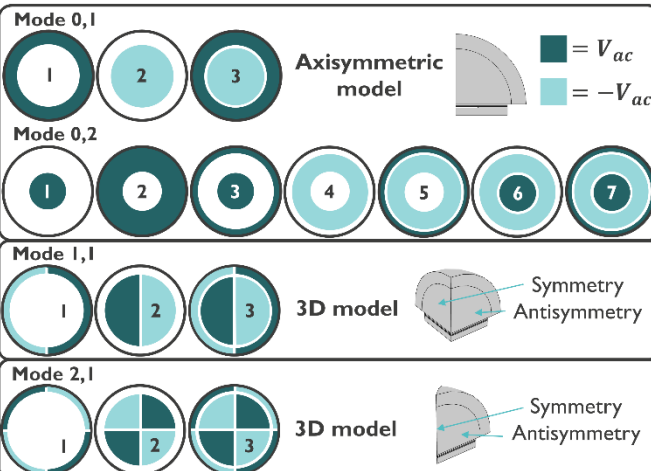 Mode 0,1
1
2
3
Axisymmetric
model
= Vac
= −Vac
Mode 0,2
1
2
3
4
5
6
7
Mode 1,1
1
2
3
3D model
Symmetry
Antisymmetry
Mode 2,1
1
2
3
3D model
Symmetry
Antisymmetry